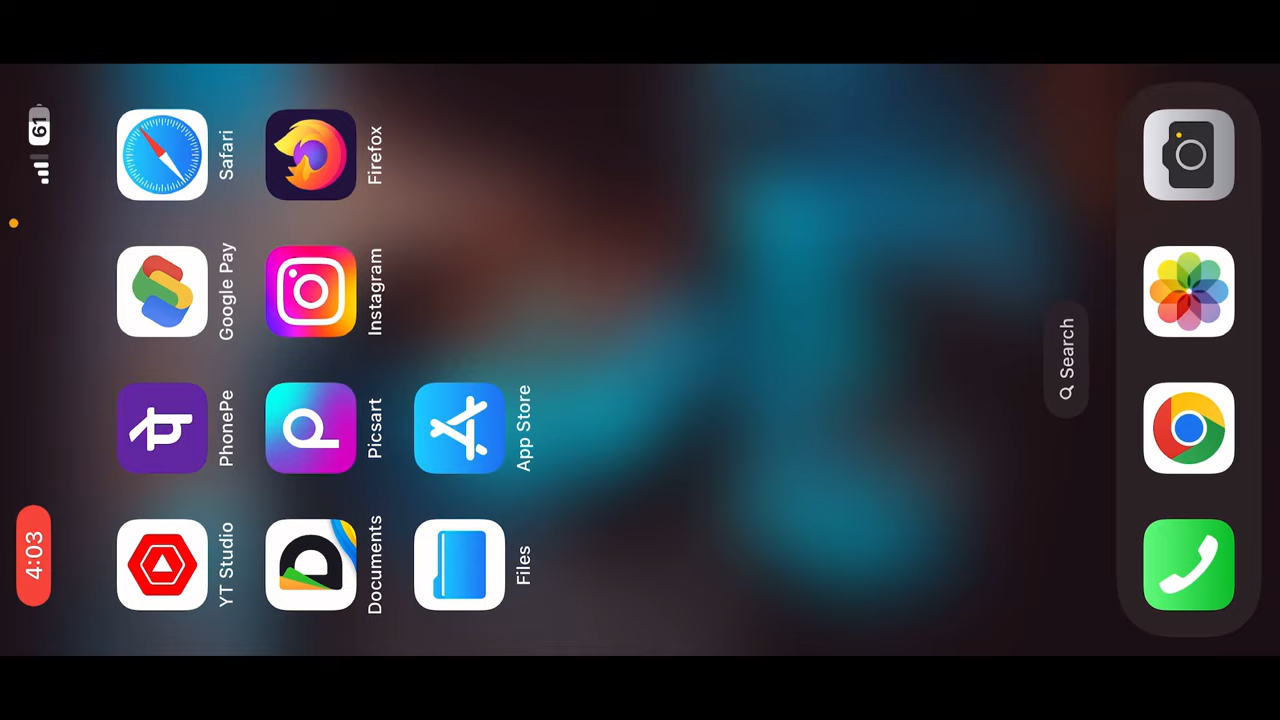 4:03
61
YT Studio
PhonePe
Google Pay
Safari
Documents
Picsart
Instagram
Firefox
Files
App Store
Search